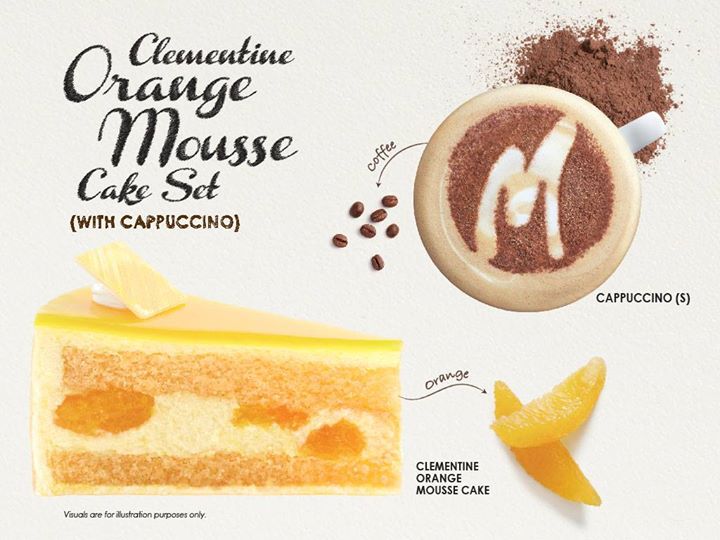 Clementine
Orange
Mousse
Cake Set
(WITH CAPPUCCINO)
coffee
M
CAPPUCCINO (S)
orange
CLEMENTINE
ORANGE
MOUSSE CAKE
Visuals are for illustration purposes only.